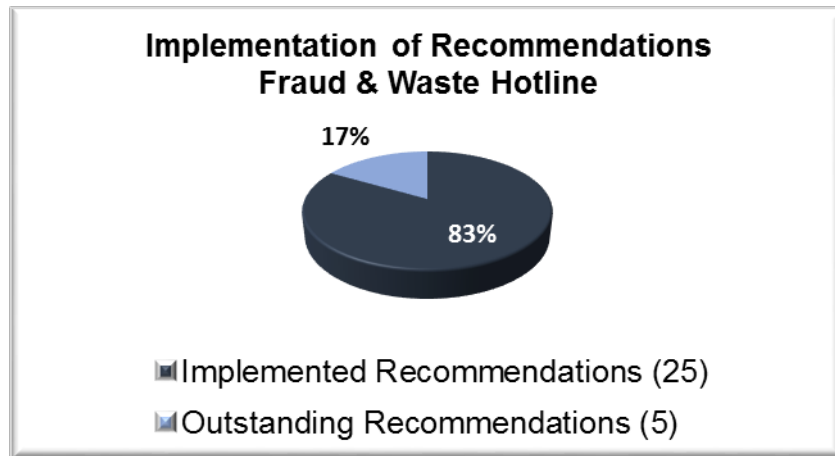 Implementation of Recommendations
Fraud & Waste Hotline
17%
83%
Implemented Recommendations (25)
Outstanding Recommendations (5)